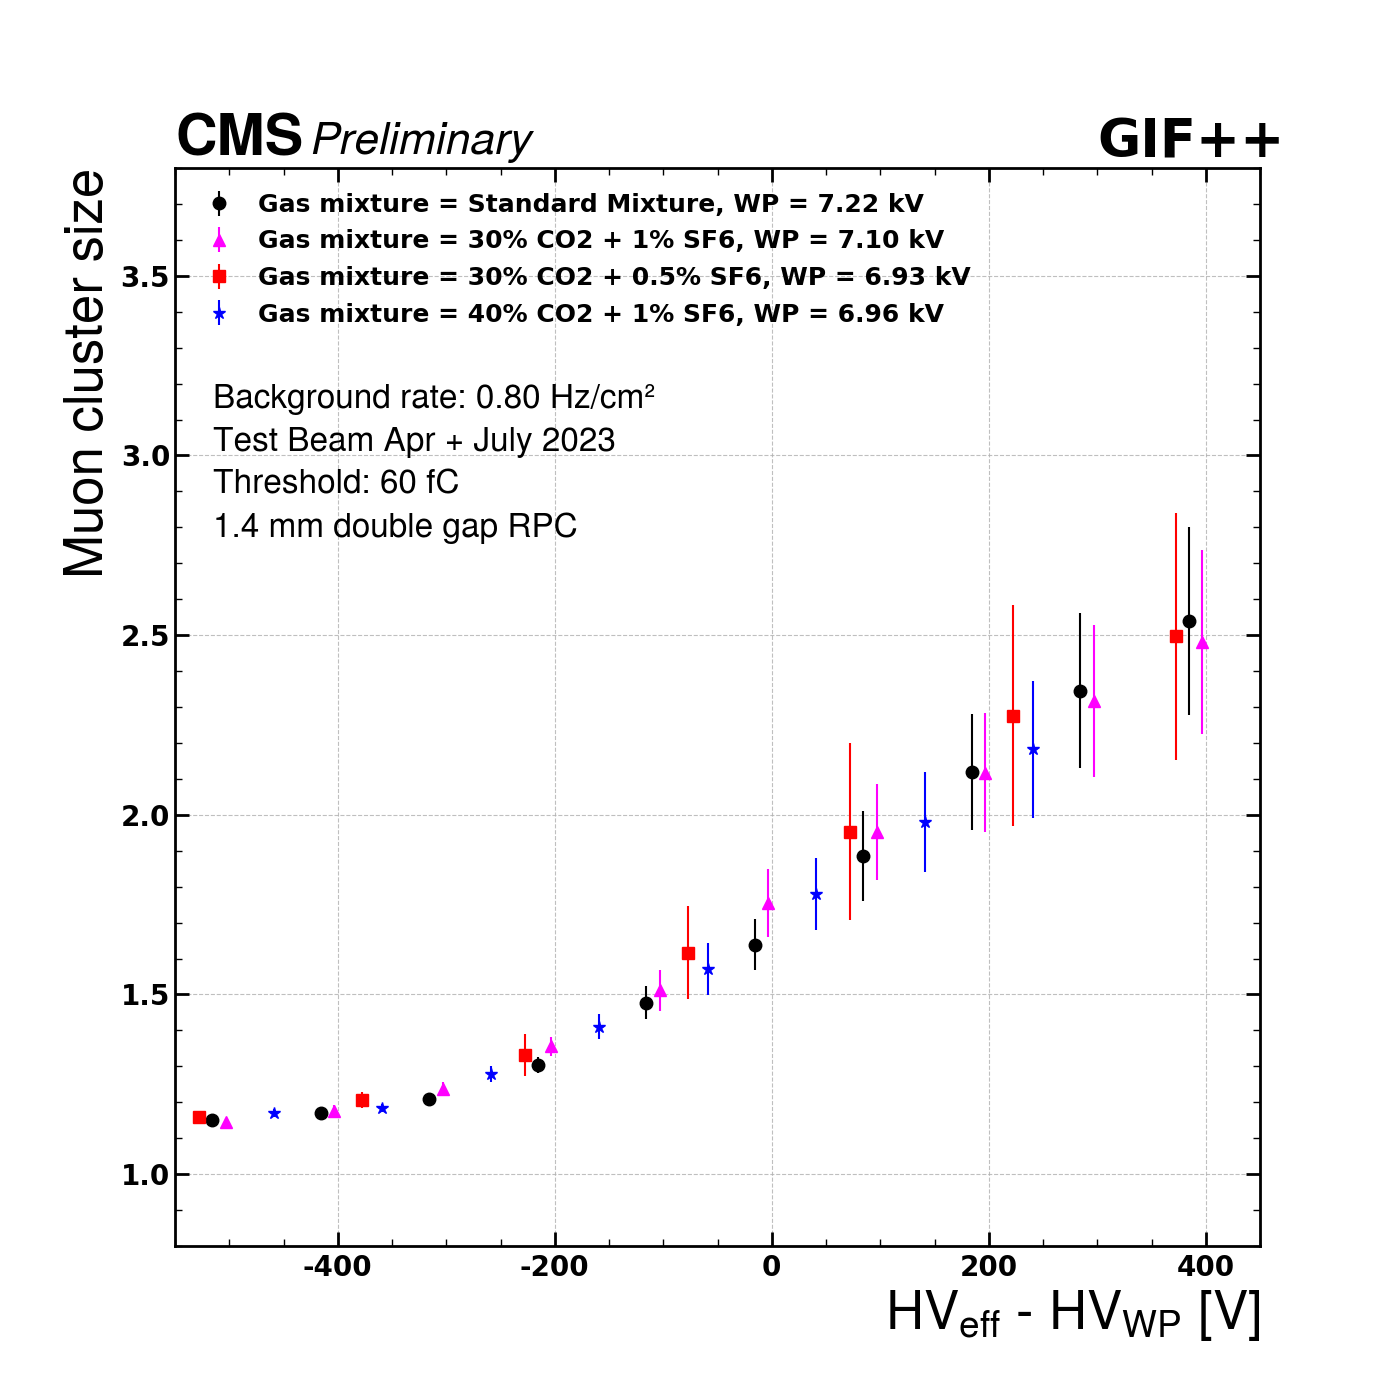 CMS Preliminary GIF++
Gas mixture = Standard Mixture, WP = 7.22 kV
Gas mixture = 30% CO2 + 1% SF6, WP = 7.10 kV
Gas mixture = 30% CO2 + 0.5% SF6, WP = 6.93 kV
Gas mixture = 40% CO2 + 1% SF6, WP = 6.96 kV
Background rate: 0.80 Hz/cm²
Test Beam Apr + July 2023
Threshold: 60 fC
1.4 mm double gap RPC
Muon cluster size
3.5
3.0
2.5
2.0
1.5
1.0
-400 -200 0 200 400
HVeff - HVWP [V]